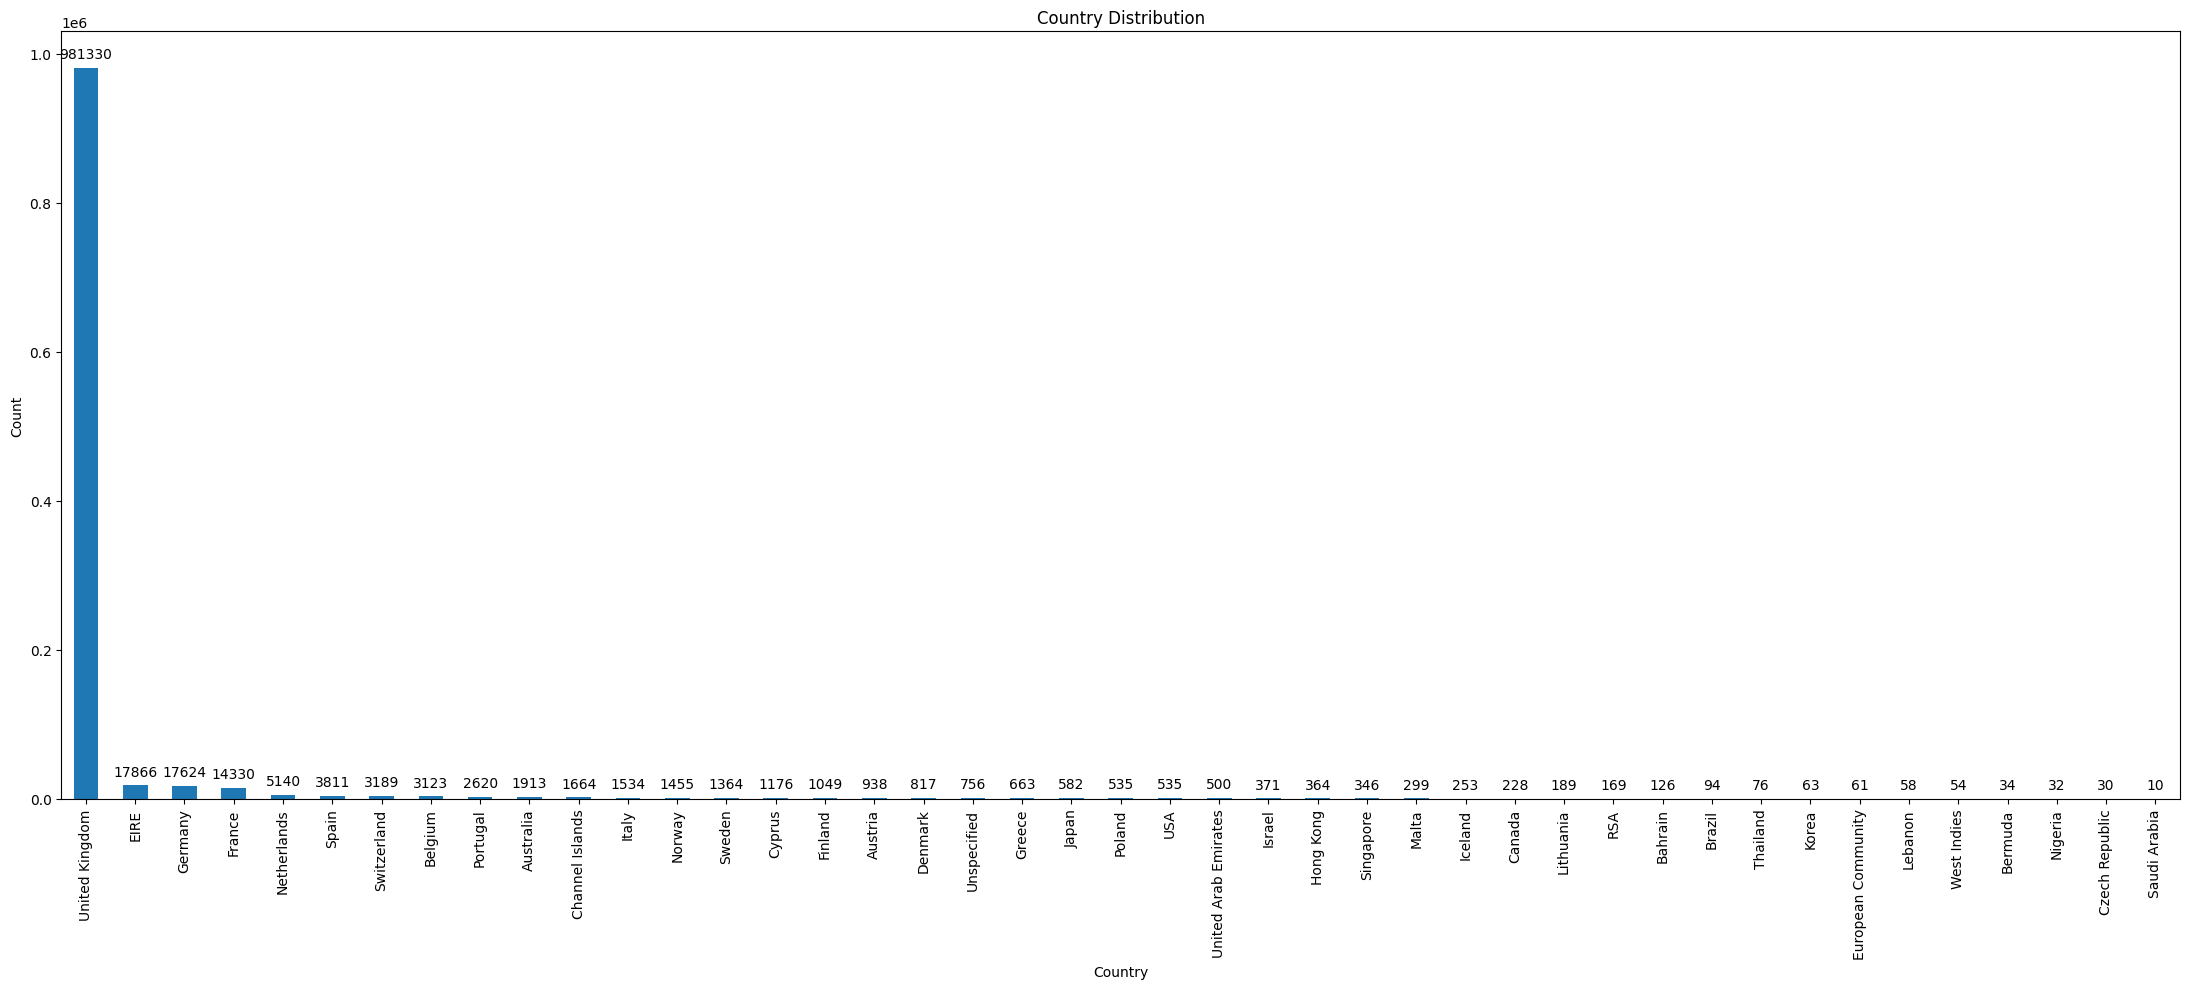 Country Distribution
1e6
1.0
0.8
0.6
0.4
0.2
0.0
Count
981330
17866
17624
14330
5140
3811
3189
3123
2620
1913
1664
1534
1455
1364
1176
1049
938
817
756
663
582
535
535
500
371
364
346
299
253
228
189
169
126
94
76
63
61
58
54
34
32
30
10
United Kingdom
EIRE
Germany
France
Netherlands
Spain
Switzerland
Belgium
Portugal
Australia
Channel Islands
Italy
Norway
Sweden
Cyprus
Finland
Austria
Denmark
Unspecified
Greece
Japan
Poland
USA
United Arab Emirates
Israel
Hong Kong
Singapore
Malta
Iceland
Canada
Lithuania
RSA
Bahrain
Brazil
Thailand
Korea
European Community
Lebanon
West Indies
Bermuda
Nigeria
Czech Republic
Saudi Arabia
Country